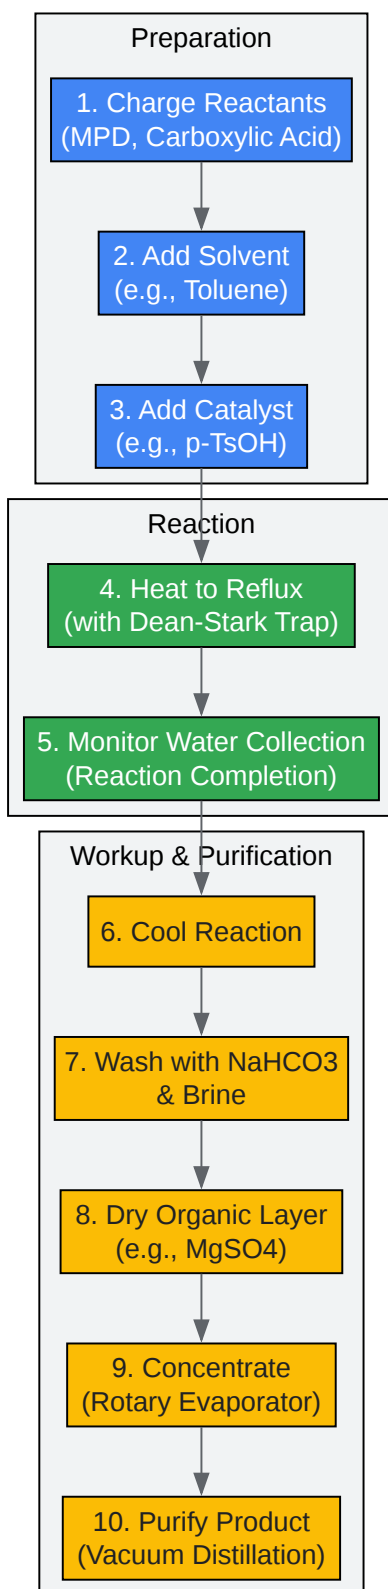 Preparation
1. Charge Reactants
(MPD, Carboxylic Acid)
2. Add Solvent
(e.g., Toluene)
3. Add Catalyst
(e.g., p-TsOH)
Reaction
4. Heat to Reflux
(with Dean-Stark Trap)
5. Monitor Water Collection
(Reaction Completion)
Workup & Purification
6. Cool Reaction
7. Wash with NaHCO3
& Brine
8. Dry Organic Layer
(e.g., MgSO4)
9. Concentrate
(Rotary Evaporator)
10. Purify Product
(Vacuum Distillation)